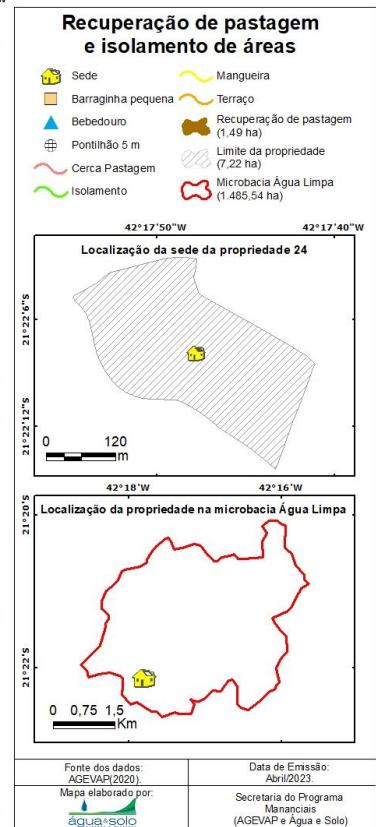 Recuperação de pastagem
e isolamento de áreas
Sede
Mangueira
Barraginha pequena
Terraço
Bebedouro
Recuperação de pastagem
(1,49 ha)
Pontilhão 5 m
Limite da propriedade
(7,22 ha)
Cerca Pastagem
Isolamento
Microbacia Água Limpa
(1.485,54 ha)
42°17'50"W
42°17'40"W
Localização da sede da propriedade 24
21°22'6"S
21°22'12"S
0 120
m
42°18'W
42°16'W
Localização da propriedade na microbacia Água Limpa
21°20'S
21°22'S
0 0,75 1,5
Km
Fonte dos dados:
AGEVAP(2020).
Data de Emissão:
Abril/2023.
Mapa elaborado por:
água&solo
Secretaria do Programa
Mananciais
(AGEVAP e Água e Solo)